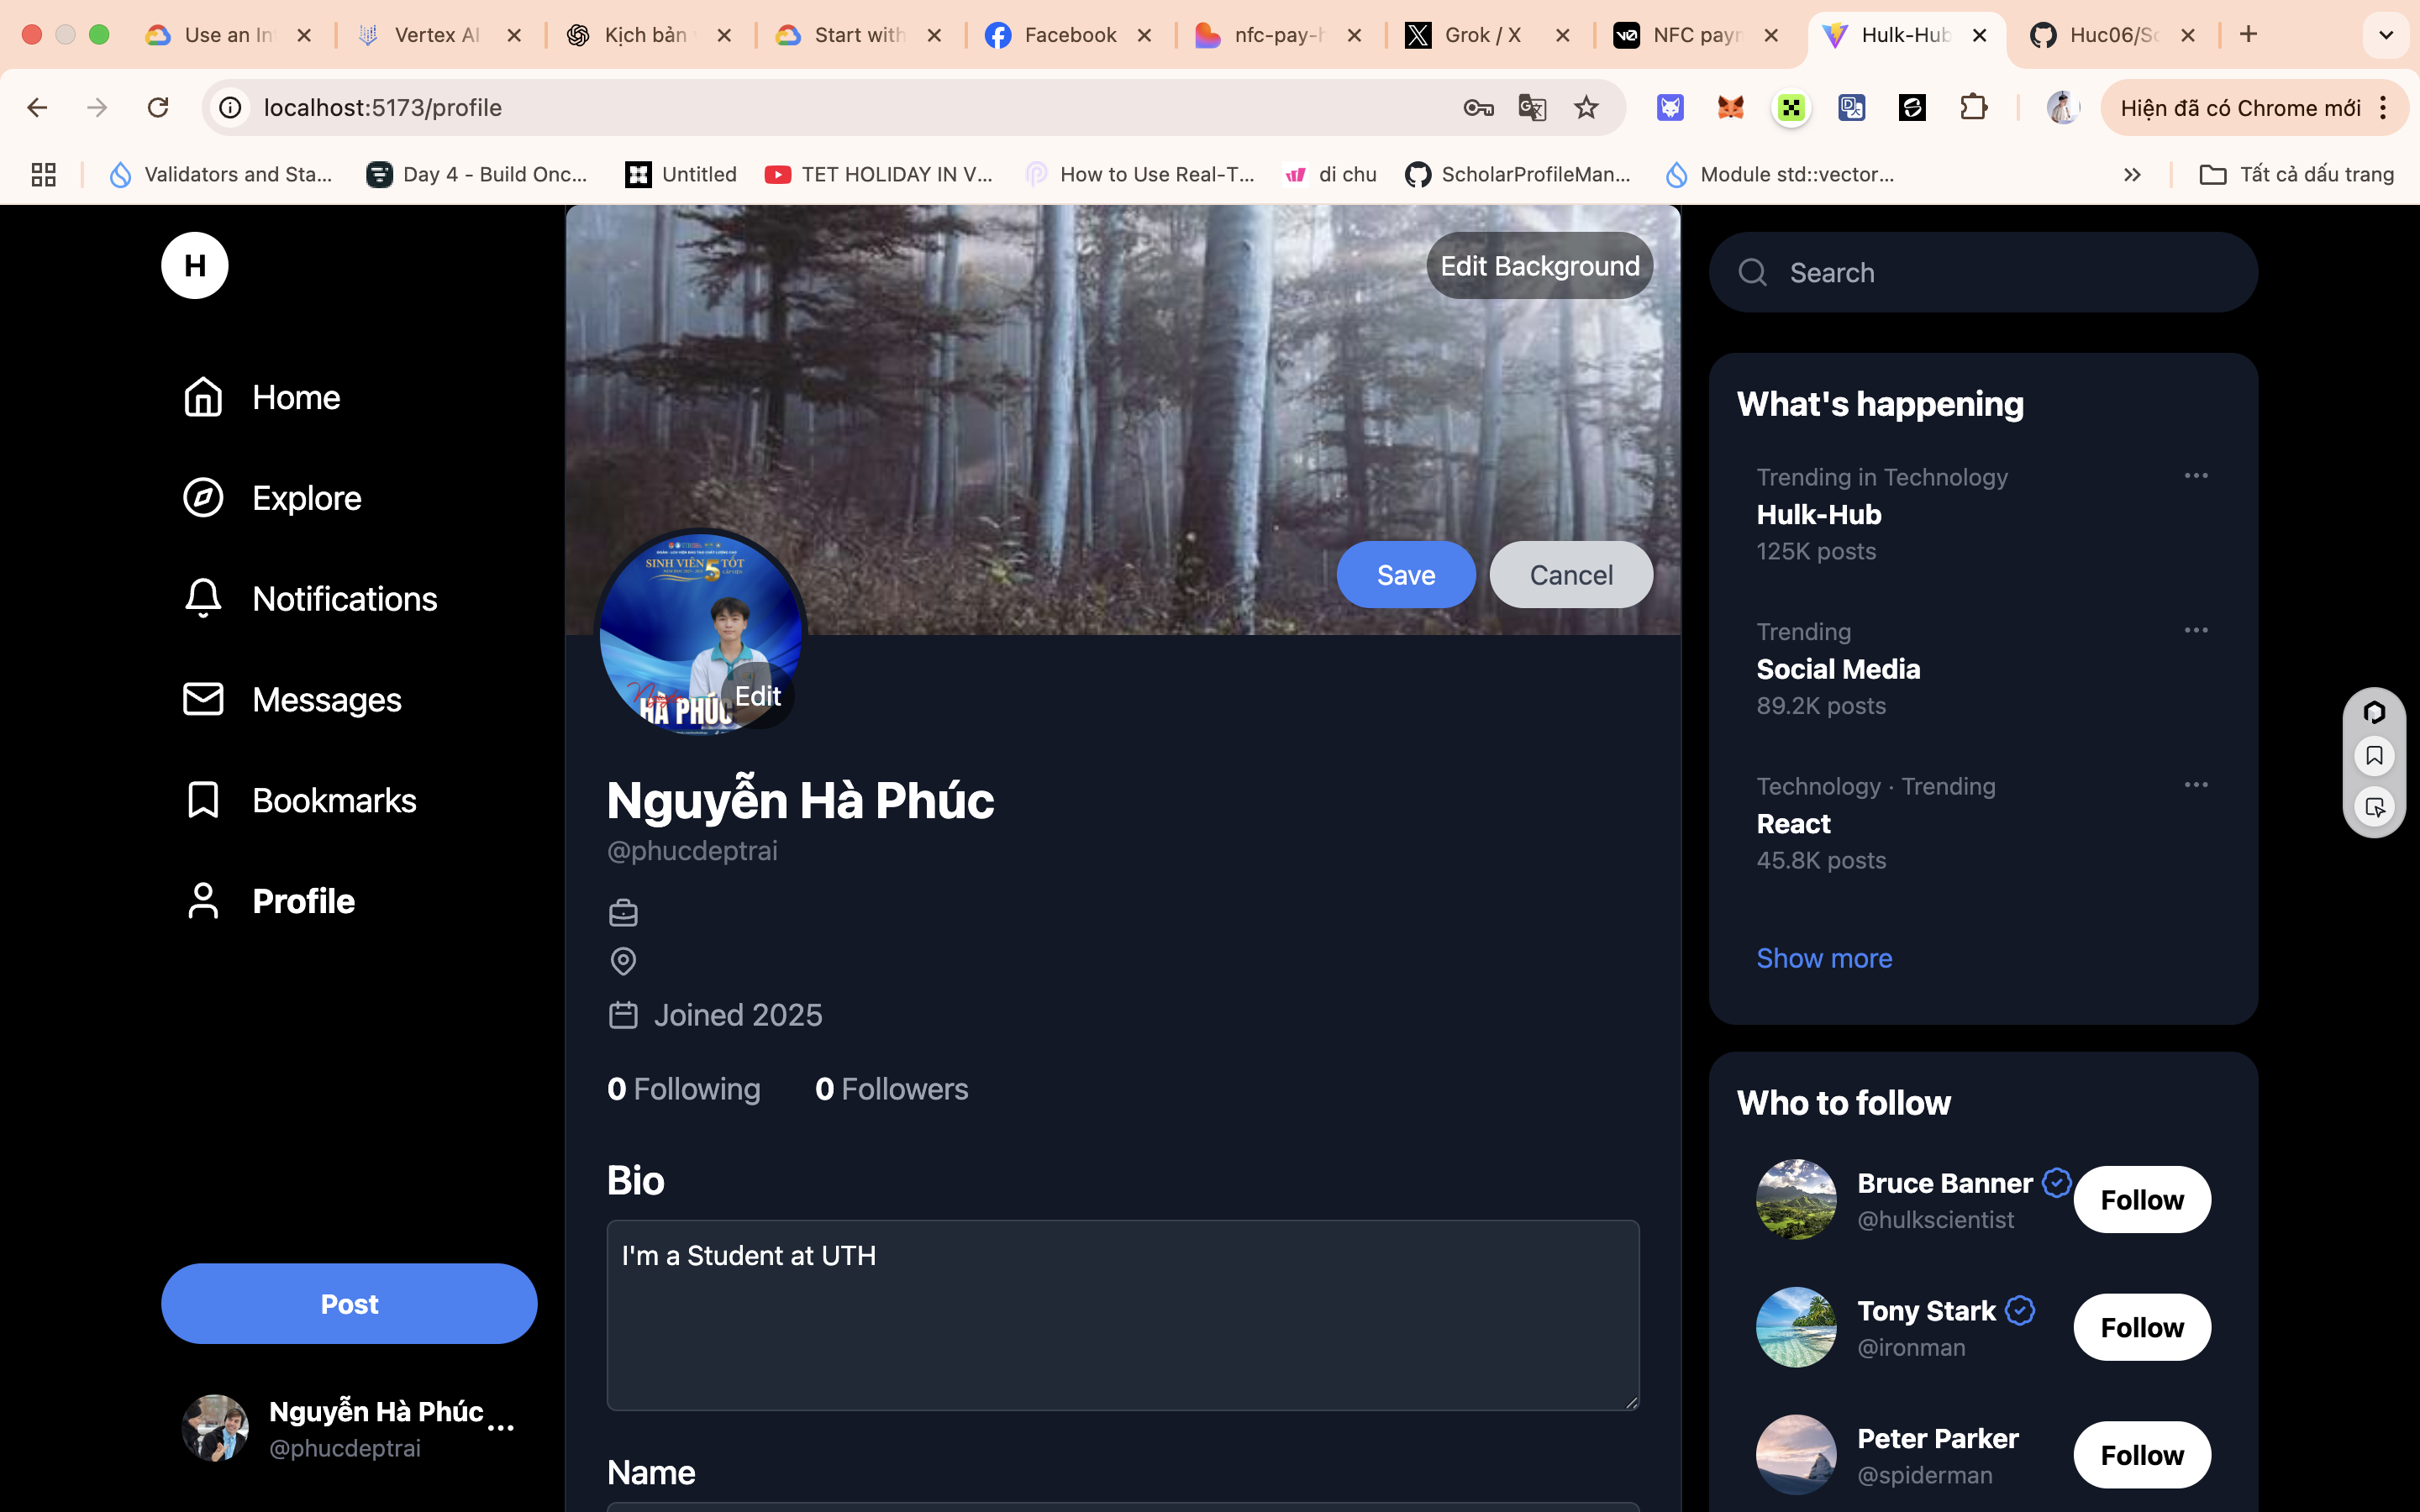 Use an In
Vertex AI
Kịch bản
Start with
Facebook
nfc-pay-h
Grok / X
NFC payr
Hulk-Hub
Huc06/Sc
localhost:5173/profile
Hiện đã có Chrome mới
Validators and Sta...
Day 4 - Build Onc...
Untitled
TET HOLIDAY IN V...
How to Use Real-T...
di chu
ScholarProfileMan...
Module std::vector...
Tất cả dấu trang
H
Home
Explore
Notifications
Messages
Bookmarks
Profile
Post
Nguyễn Hà Phúc
@phucdeptrai
Edit Background
Save
Cancel
SINH VIÊN 5 TỐT
HÀ PHÚC
Edit
Nguyễn Hà Phúc
@phucdeptrai
Joined 2025
0 Following 0 Followers
Bio
I'm a Student at UTH
Name
Search
What's happening
Trending in Technology
Hulk-Hub
125K posts
Trending
Social Media
89.2K posts
Technology · Trending
React
45.8K posts
Show more
Who to follow
Bruce Banner
@hulkscientist
Follow
Tony Stark
@ironman
Follow
Peter Parker
@spiderman
Follow